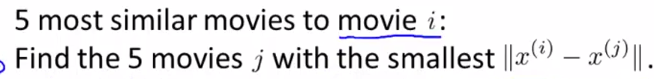 5 most similar movies to movie i:
Find the 5 movies j with the smallest ‖x⁽ⁱ⁾ − x⁽ʲ⁾‖.